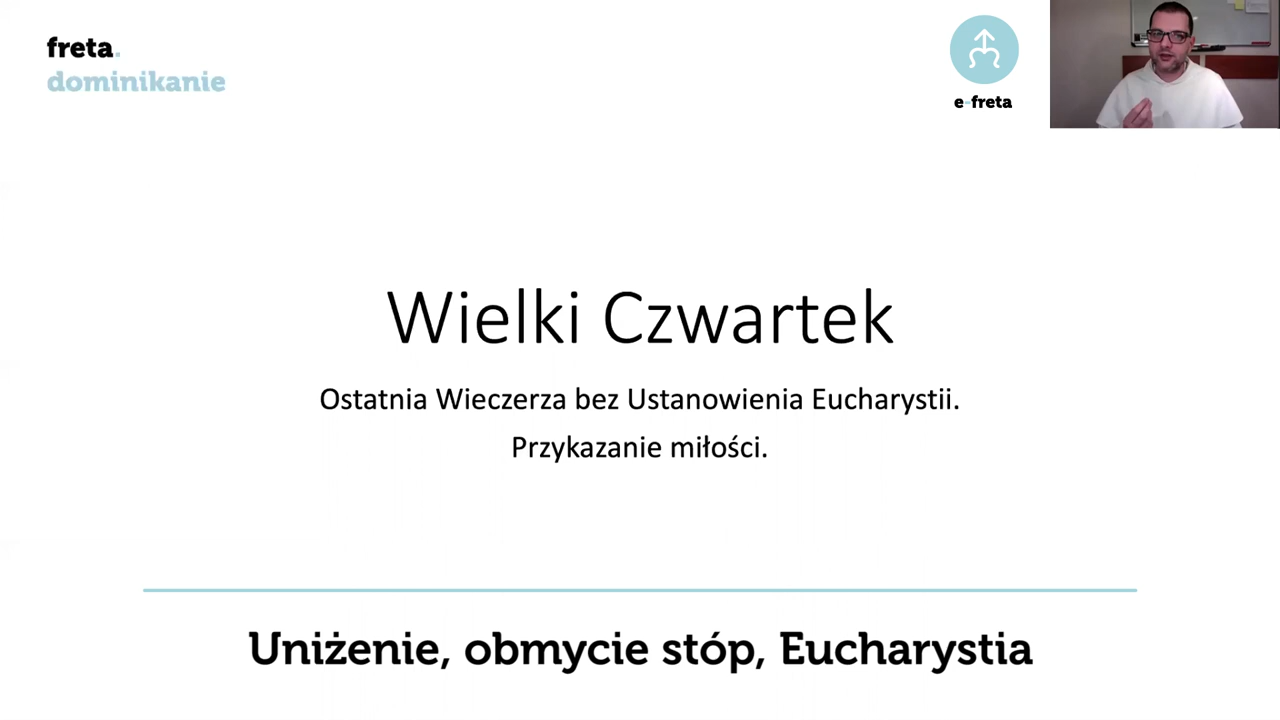 freta.
dominikanie
e-freta
Wielki Czwartek
Ostatnia Wieczerza bez Ustanowienia Eucharystii.
Przykazanie miłości.
Uniżenie, obmycie stóp, Eucharystia